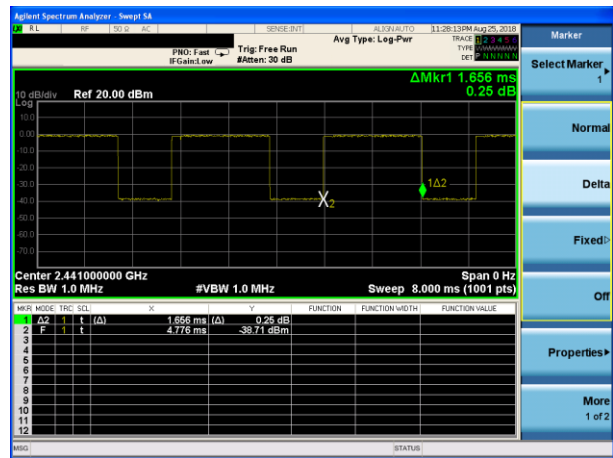 Agilent Spectrum Analyzer - Swept SA
RL RF 50 Ω AC SENSE:INT ALIGN AUTO 11:28:13 PM Aug 25, 2018
Marker
PNO: Fast Trig: Free Run Avg Type: Log-Pwr TRACE 1 2 3 4 5 6
IFGain:Low #Atten: 30 dB TYPE WWWWWW
DET P N N N N N
Select Marker
1
ΔMkr1 1.656 ms
0.25 dB
10 dB/div Ref 20.00 dBm
Log
10.0
0.00
-10.0
-20.0
-30.0
-40.0
-50.0
-60.0
-70.0
1Δ2
X2
Normal
Delta
Fixed
Off
Center 2.441000000 GHz Span 0 Hz
Res BW 1.0 MHz #VBW 1.0 MHz Sweep 8.000 ms (1001 pts)
MKR MODE TRC SCL X Y FUNCTION FUNCTION WIDTH FUNCTION VALUE
1 Δ2 1 t (Δ) 1.656 ms (Δ) 0.25 dB
2 F 1 t 4.776 ms -38.71 dBm
3
4
5
6
7
8
9
10
11
12
Properties
More
1 of 2
MSG STATUS